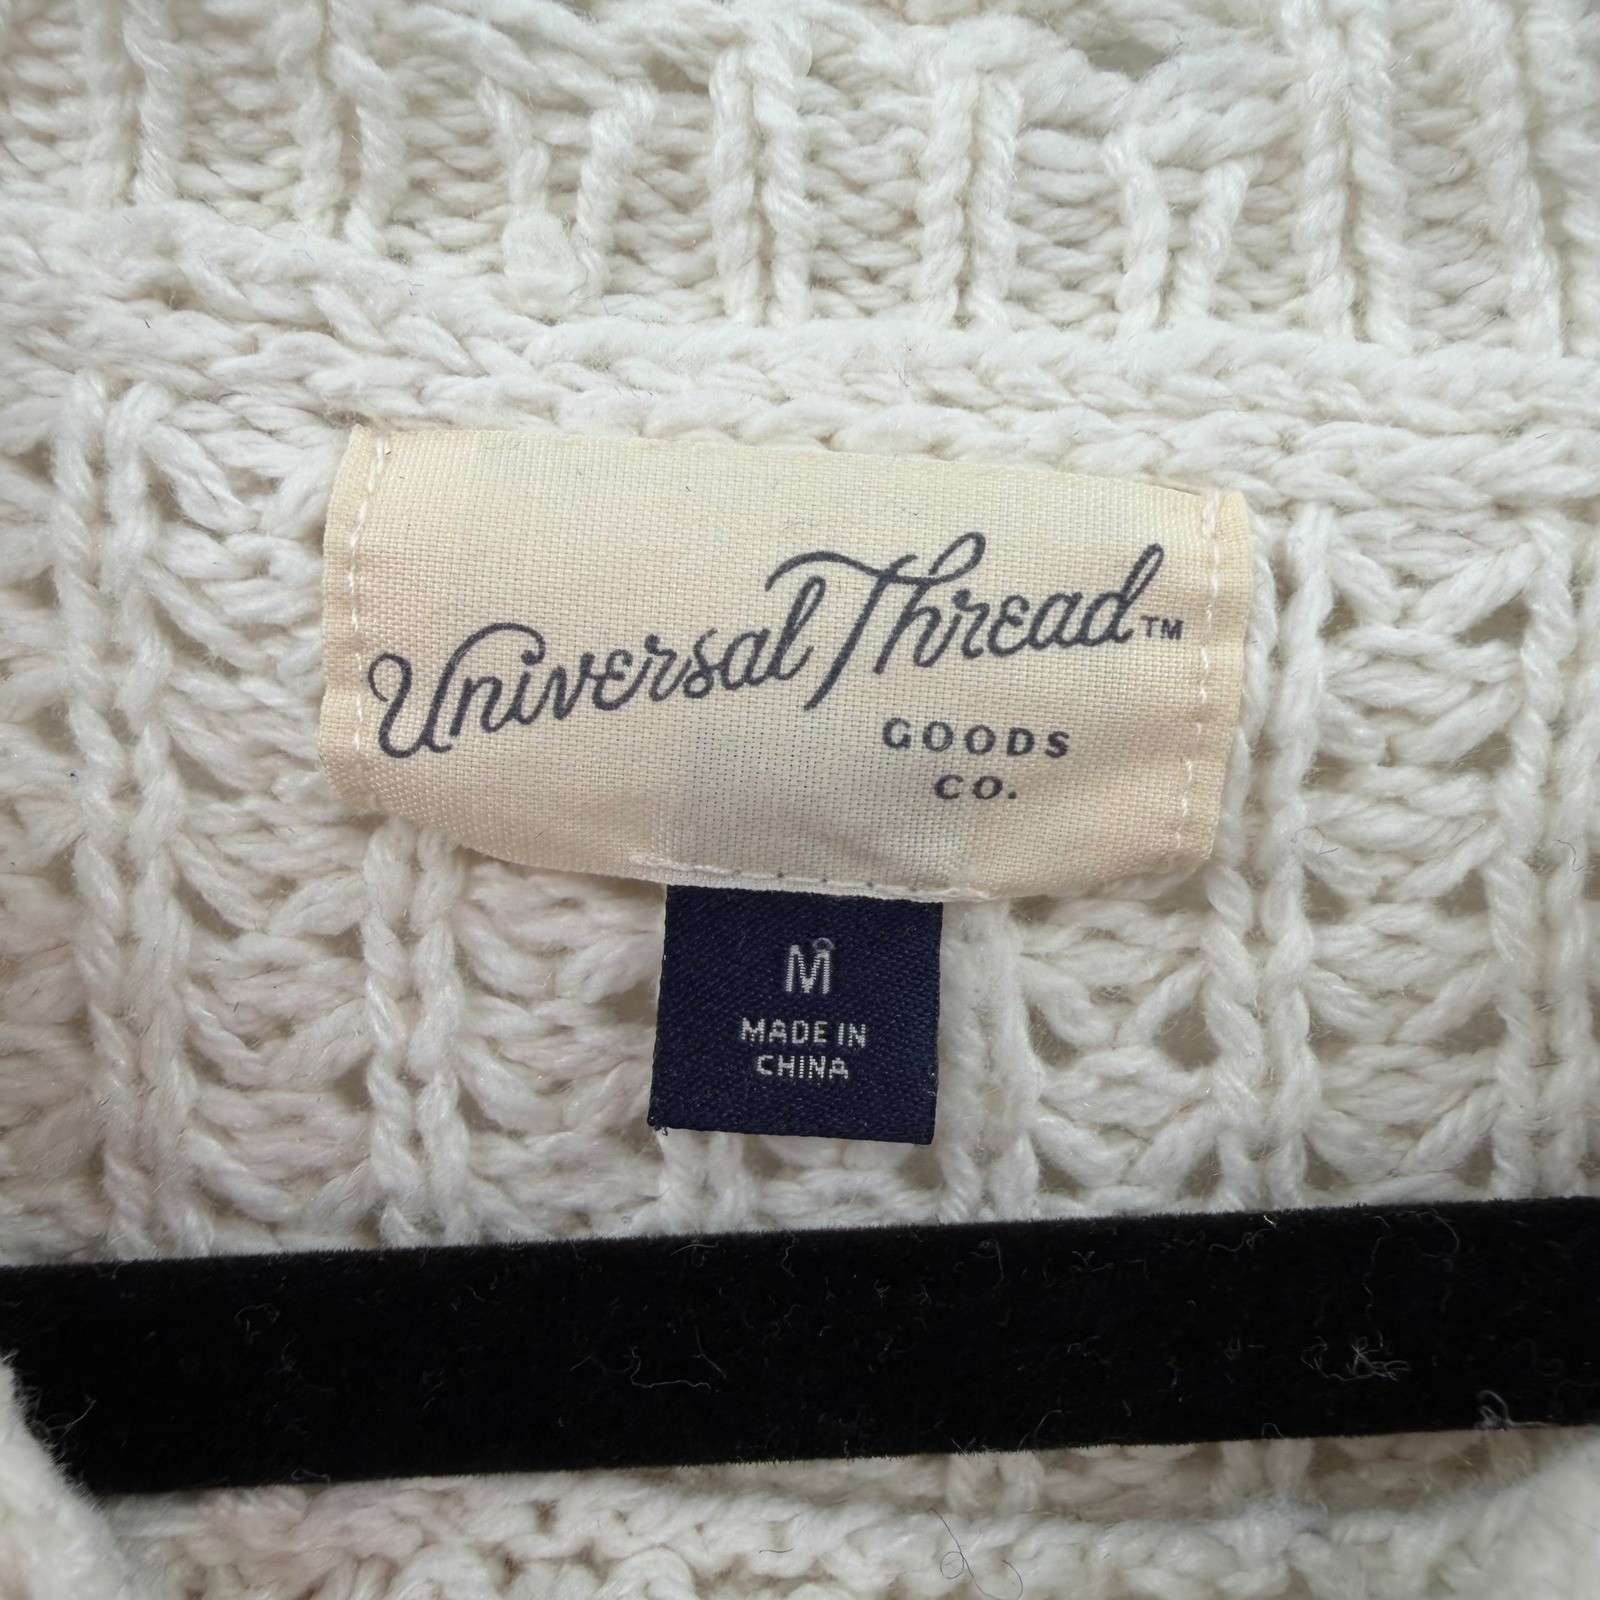 Universal Thread™
GOODS
CO.
M
MADE IN
CHINA